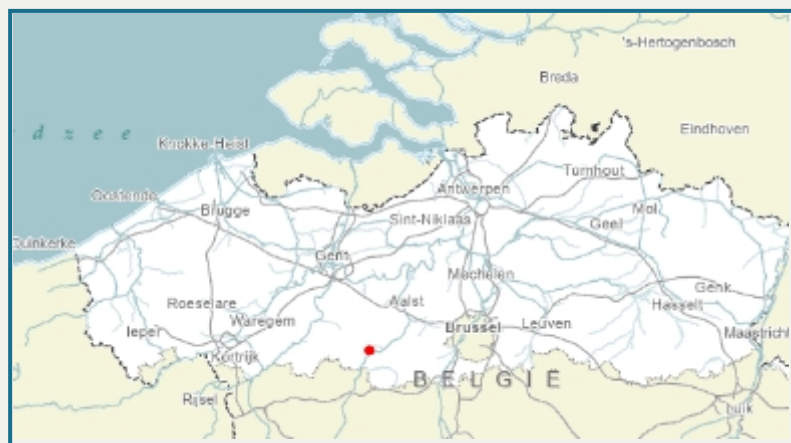 's-Hertogenbosch
Breda
dzee
Eindhoven
Knokke-Heist
Turnhout
Antwerpen
Oostende
Mol
Brugge
Sint-Niklaas
Geel
Duinkerke
Gent
Mechelen
Genk
Roeselare
Aalst
Hasselt
Waregem
Ieper
Brussel
Leuven
Maastricht
Kortrijk
BELGIË
Rijsel
Luik